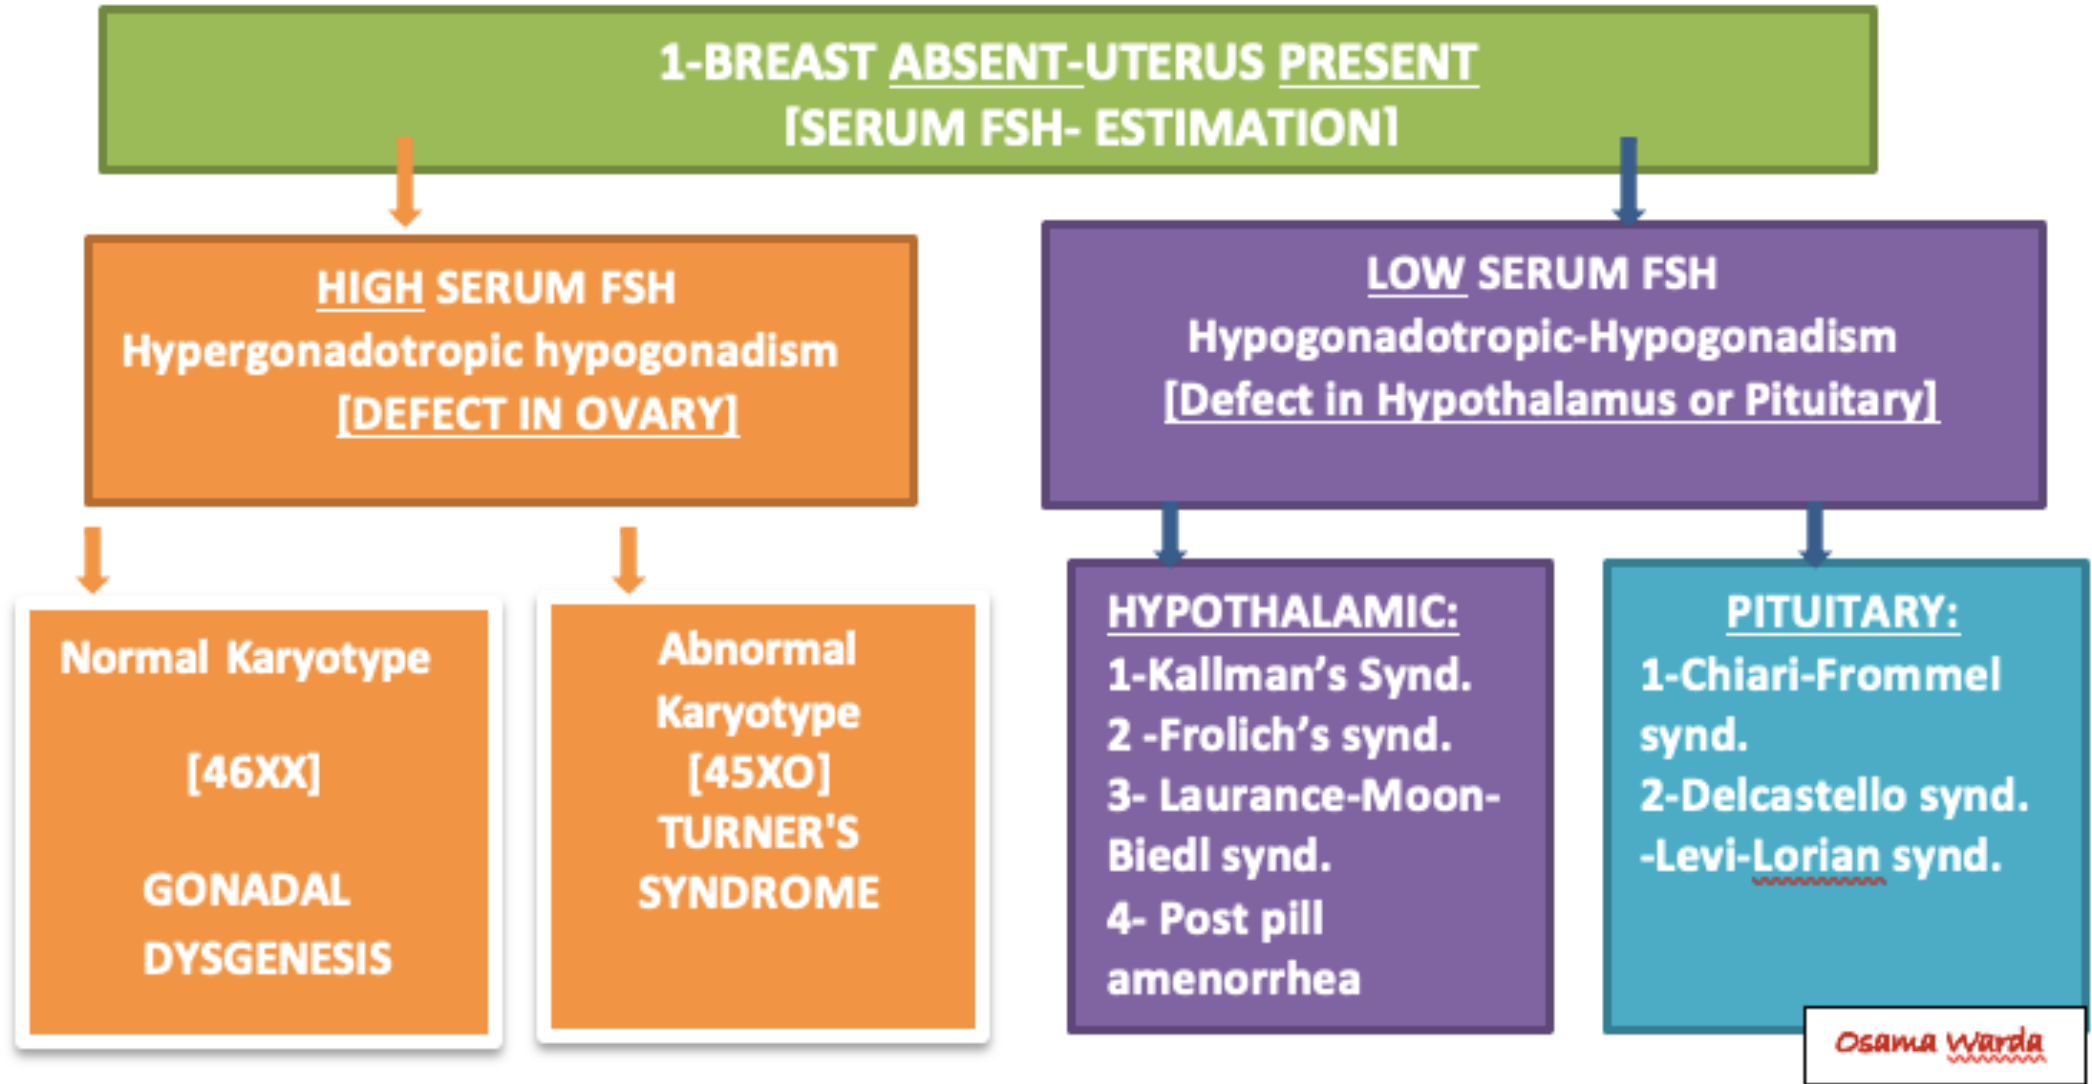 1-BREAST ABSENT-UTERUS PRESENT
[SERUM FSH- ESTIMATION]
HIGH SERUM FSH
Hypergonadotropic hypogonadism
[DEFECT IN OVARY]
LOW SERUM FSH
Hypogonadotropic-Hypogonadism
[Defect in Hypothalamus or Pituitary]
Normal Karyotype
[46XX]
GONADAL
DYSGENESIS
Abnormal
Karyotype
[45XO]
TURNER'S
SYNDROME
HYPOTHALAMIC:
1-Kallman’s Synd.
2 -Frolich’s synd.
3- Laurance-Moon-
Biedl synd.
4- Post pill
amenorrhea
PITUITARY:
1-Chiari-Frommel
synd.
2-Delcastello synd.
-Levi-Lorian synd.
Osama Warda